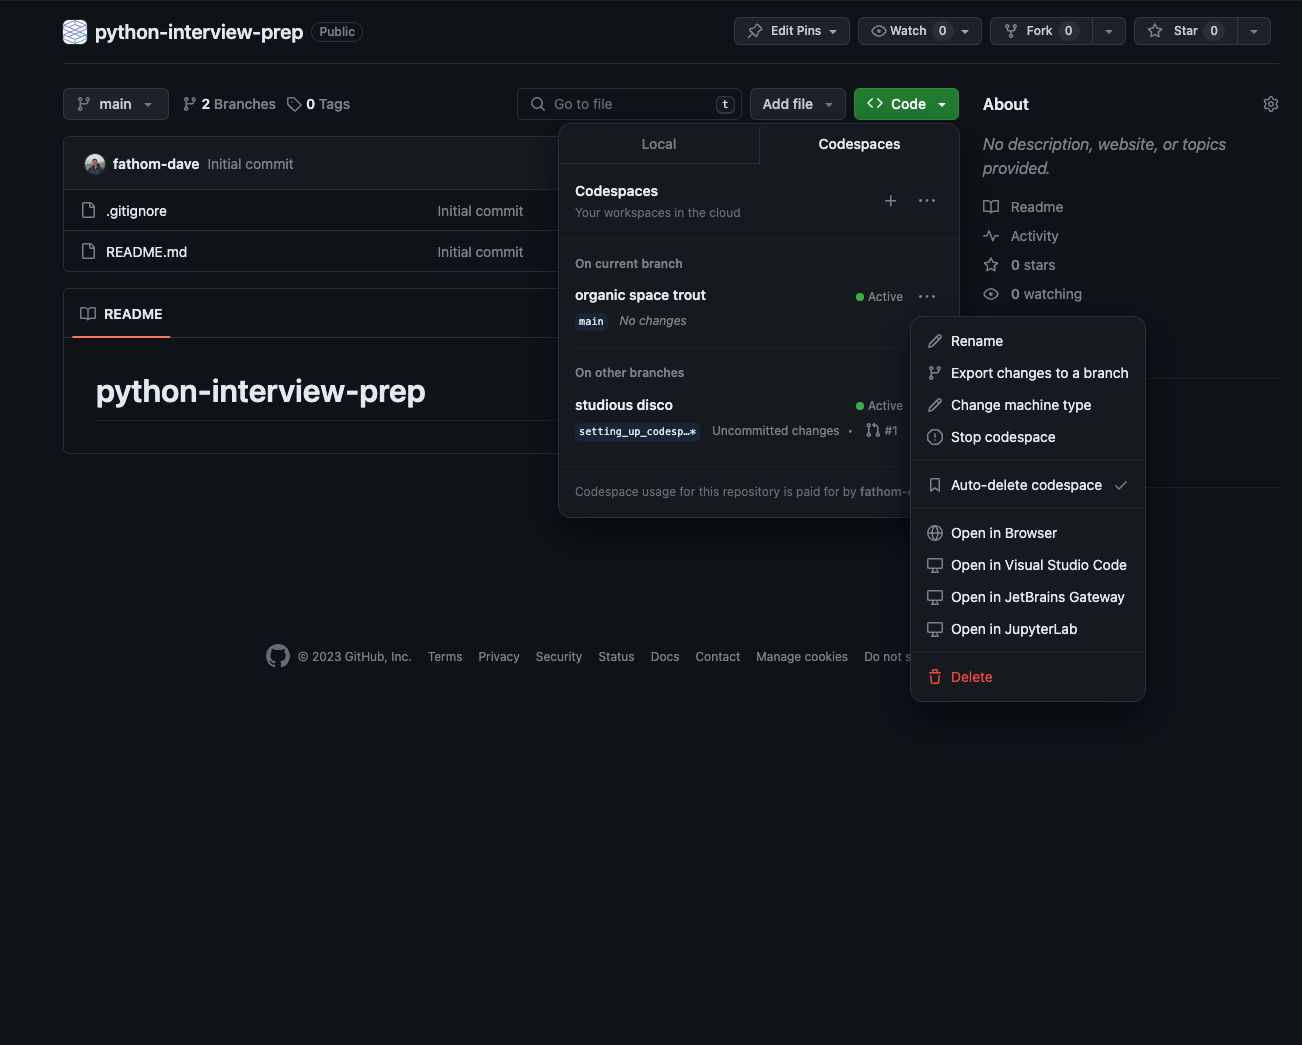 python-interview-prep Public
Edit Pins
Watch 0
Fork 0
Star 0
main
2 Branches
0 Tags
Go to file t
Add file
<> Code
fathom-dave Initial commit
.gitignore Initial commit
README.md Initial commit
README
python-interview-prep
Local
Codespaces
Codespaces
Your workspaces in the cloud
On current branch
organic space trout
Active
main No changes
On other branches
studious disco
Active
setting_up_codesp…* Uncommitted changes • #1
Codespace usage for this repository is paid for by
About
No description, website, or topics
provided.
Readme
Activity
0 stars
0 watching
Rename
Export changes to a branch
Change machine type
Stop codespace
Auto-delete codespace
Open in Browser
Open in Visual Studio Code
Open in JetBrains Gateway
Open in JupyterLab
Delete
© 2023 GitHub, Inc. Terms Privacy Security Status Docs Contact Manage cookies Do not